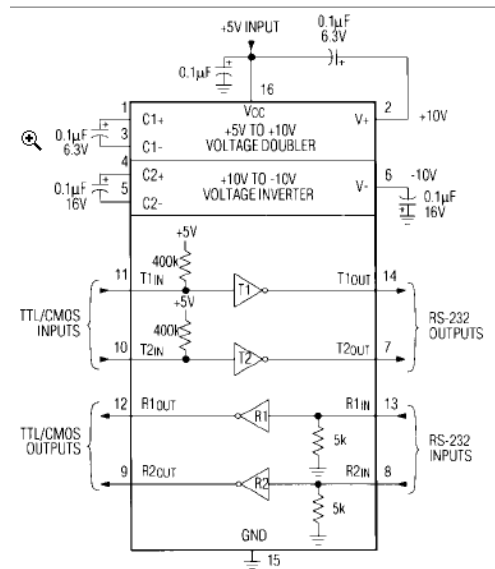 +5V INPUT
0.1µF
6.3V
0.1µF
16
1
VCC
2
C1+
V+
+10V
0.1µF
6.3V
3
+5V TO +10V
VOLTAGE DOUBLER
C1-
4
C2+
+10V TO -10V
VOLTAGE INVERTER
6
-10V
V-
0.1µF
16V
5
C2-
0.1µF
16V
+5V
400k
11
T1IN
T1
T1OUT
14
+5V
400k
TTL/CMOS
INPUTS
RS-232
OUTPUTS
10
T2IN
T2
T2OUT
7
12
R1OUT
R1
R1IN
13
5k
TTL/CMOS
OUTPUTS
RS-232
INPUTS
9
R2OUT
R2
R2IN
8
5k
GND
15